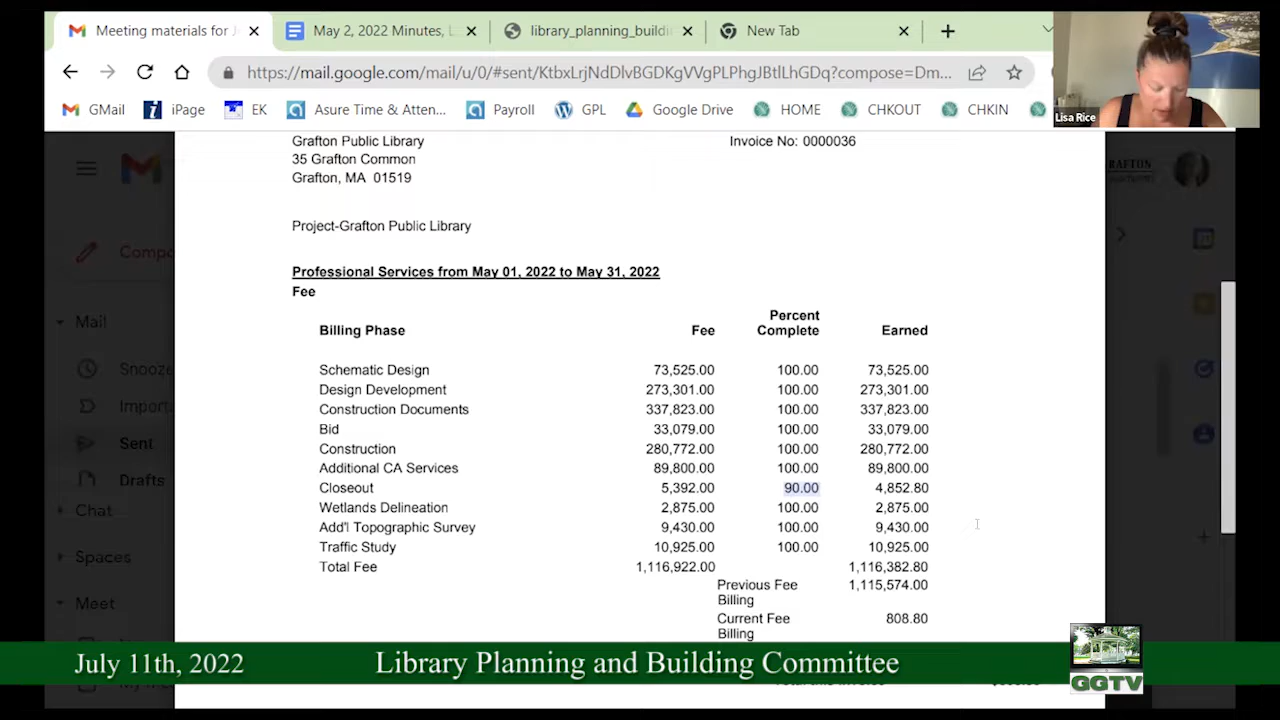 Meeting materials for J
May 2, 2022 Minutes, L
library_planning_buildi
New Tab
https://mail.google.com/mail/u/0/#sent/KtbxLrjNdDlvBGDKgVVgPLPhgJBtlLhGDq?compose=Dm...
GMail iPage EK Asure Time & Atten... Payroll GPL Google Drive HOME CHKOUT CHKIN
Lisa Rice
Grafton Public Library Invoice No: 0000036
35 Grafton Common
Grafton, MA 01519
Project-Grafton Public Library
Professional Services from May 01, 2022 to May 31, 2022
Fee
Billing Phase Fee Percent Complete Earned
Schematic Design 73,525.00 100.00 73,525.00
Design Development 273,301.00 100.00 273,301.00
Construction Documents 337,823.00 100.00 337,823.00
Bid 33,079.00 100.00 33,079.00
Construction 280,772.00 100.00 280,772.00
Additional CA Services 89,800.00 100.00 89,800.00
Closeout 5,392.00 90.00 4,852.80
Wetlands Delineation 2,875.00 100.00 2,875.00
Add'l Topographic Survey 9,430.00 100.00 9,430.00
Traffic Study 10,925.00 100.00 10,925.00
Total Fee 1,116,922.00 1,116,382.80
Previous Fee Billing 1,115,574.00
Current Fee Billing 808.80
Compo
Mail
Snooze
Import
Sent
Drafts
Chat
Spaces
Meet
RAFTON
July 11th, 2022 Library Planning and Building Committee
GGTV